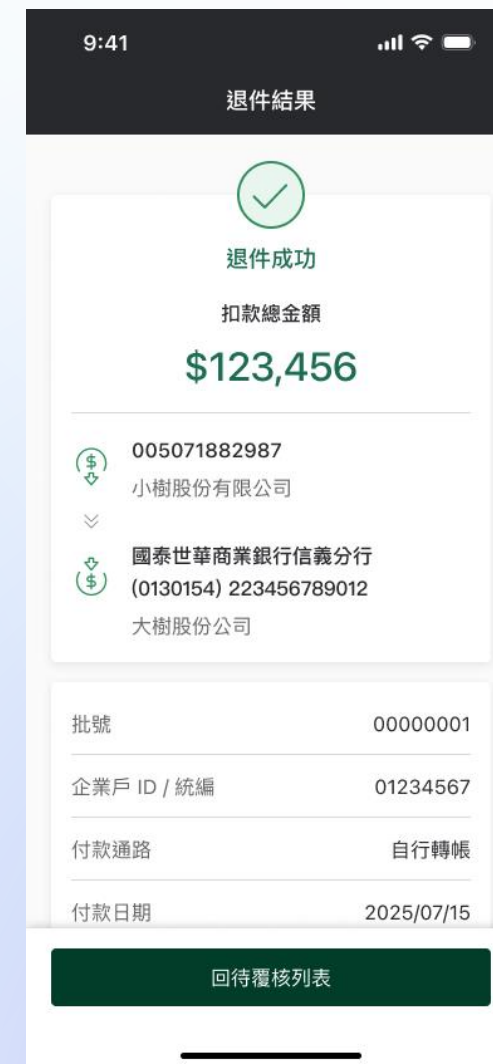 9:41
退件結果
退件成功
扣款總金額
$123,456
005071882987
小樹股份有限公司
國泰世華商業銀行信義分行
(0130154) 223456789012
大樹股份公司
批號 00000001
企業戶 ID / 統編 01234567
付款通路 自行轉帳
付款日期 2025/07/15
回待覆核列表